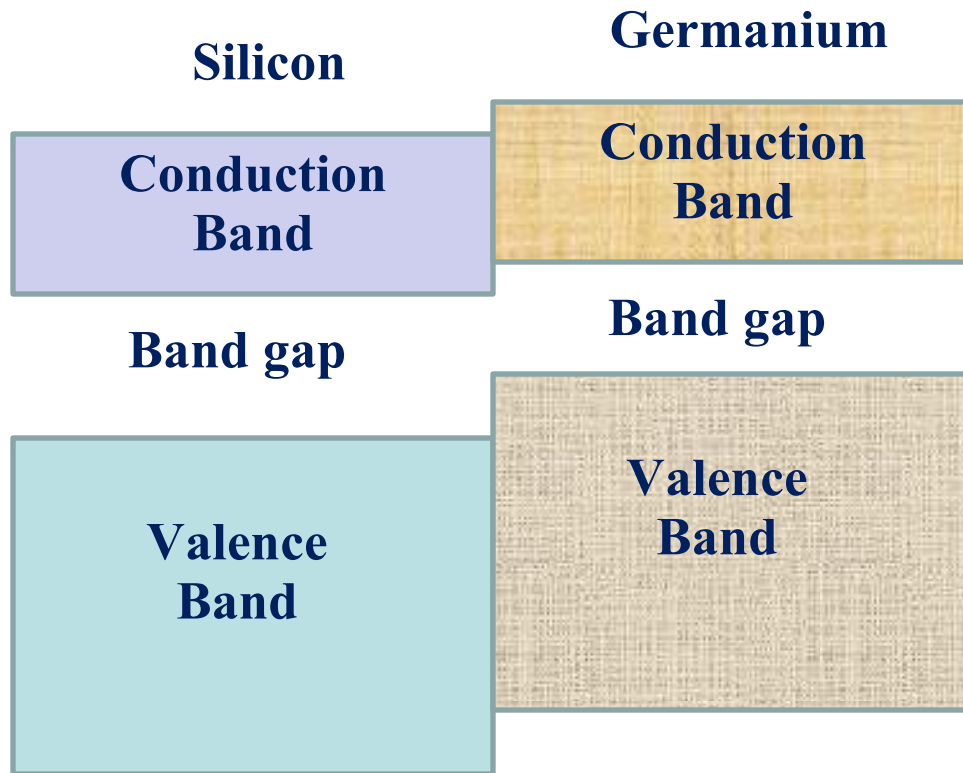 Silicon
Germanium
Conduction
Band
Conduction
Band
Band gap
Band gap
Valence
Band
Valence
Band